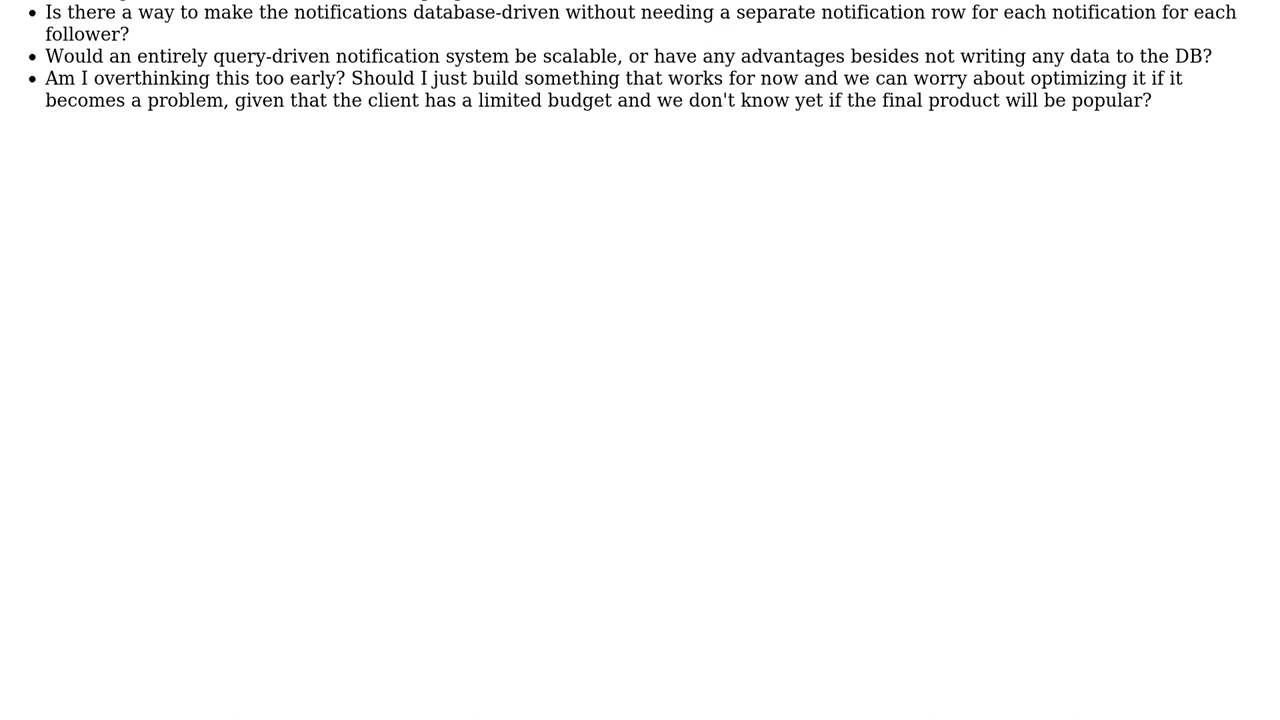 • Is there a way to make the notifications database-driven without needing a separate notification row for each notification for each
follower?
• Would an entirely query-driven notification system be scalable, or have any advantages besides not writing any data to the DB?
• Am I overthinking this too early? Should I just build something that works for now and we can worry about optimizing it if it
becomes a problem, given that the client has a limited budget and we don't know yet if the final product will be popular?